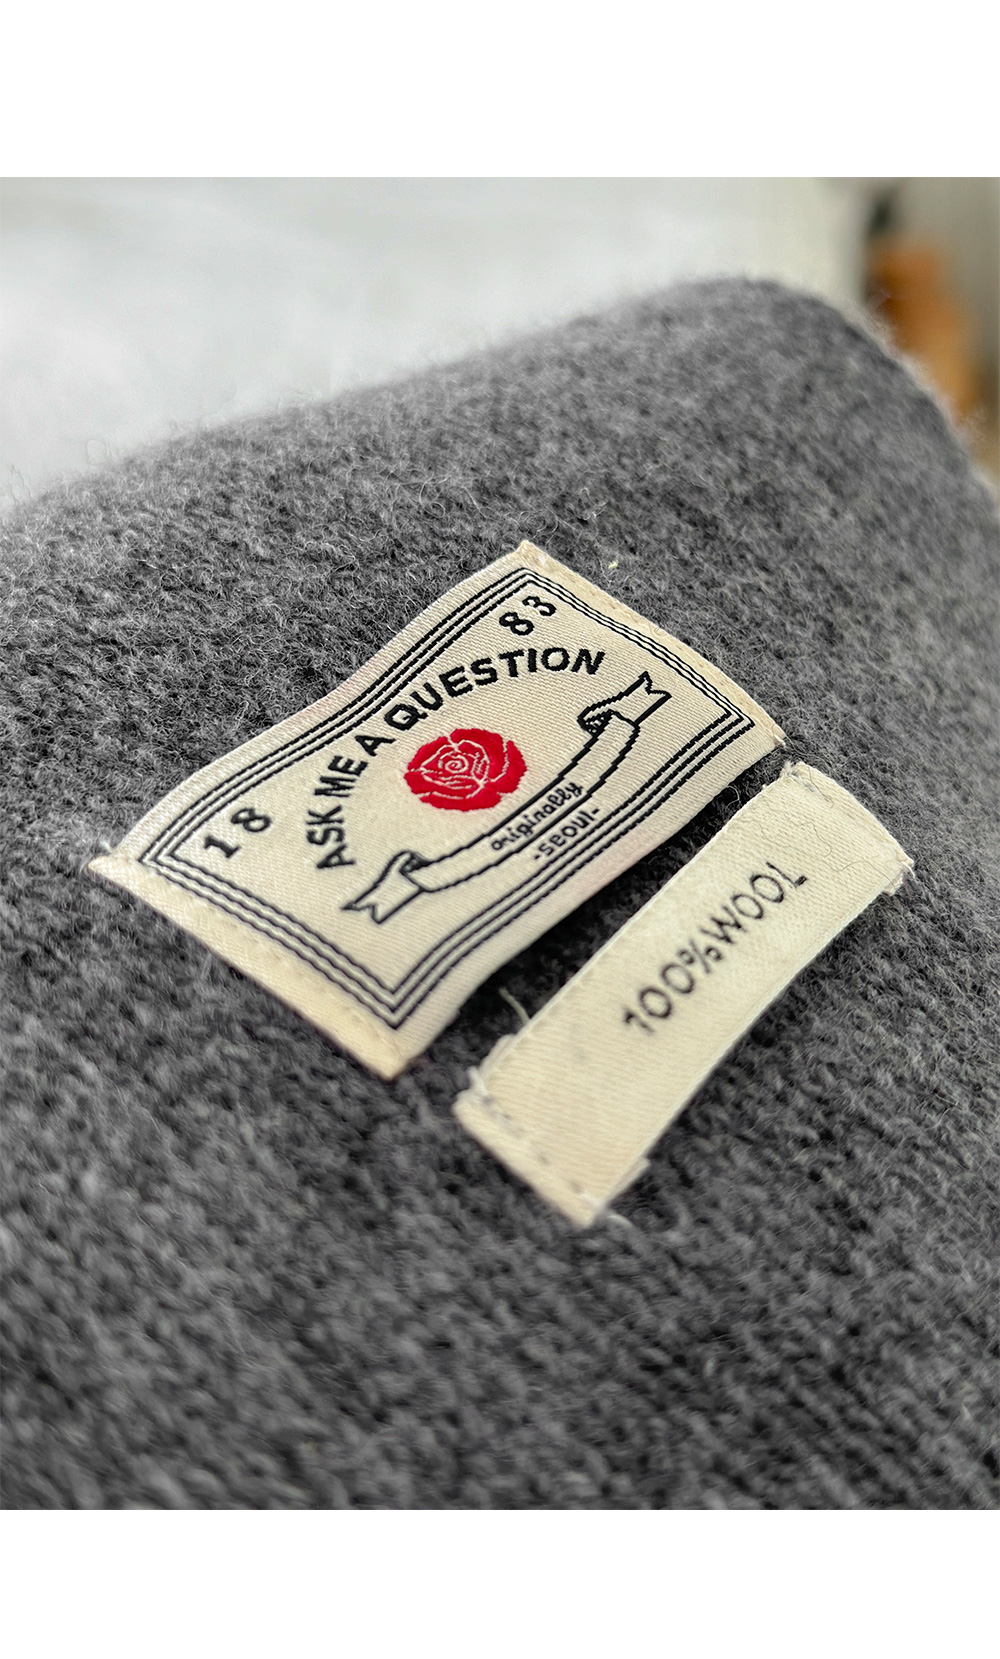 18 83
ASK ME A QUESTION
originally
-seoul-
100%WOOL